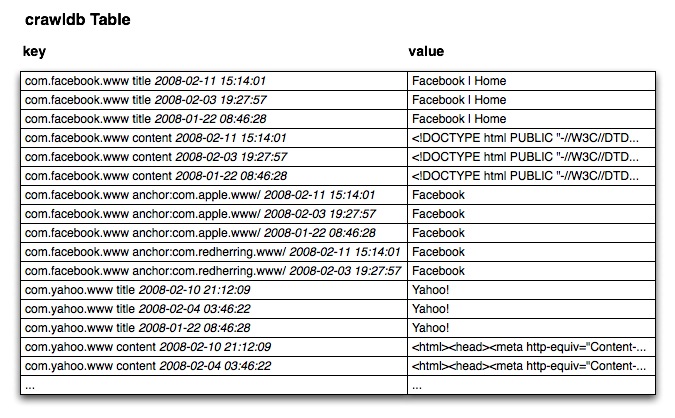 crawldb Table
key value
com.facebook.www title 2008-02-11 15:14:01 Facebook | Home
com.facebook.www title 2008-02-03 19:27:57 Facebook | Home
com.facebook.www title 2008-01-22 08:46:28 Facebook | Home
com.facebook.www content 2008-02-11 15:14:01 <!DOCTYPE html PUBLIC "-//W3C//DTD...
com.facebook.www content 2008-02-03 19:27:57 <!DOCTYPE html PUBLIC "-//W3C//DTD...
com.facebook.www content 2008-01-22 08:46:28 <!DOCTYPE html PUBLIC "-//W3C//DTD...
com.facebook.www anchor:com.apple.www/ 2008-02-11 15:14:01 Facebook
com.facebook.www anchor:com.apple.www/ 2008-02-03 19:27:57 Facebook
com.facebook.www anchor:com.apple.www/ 2008-01-22 08:46:28 Facebook
com.facebook.www anchor:com.redherring.www/ 2008-02-11 15:14:01 Facebook
com.facebook.www anchor:com.redherring.www/ 2008-02-03 19:27:57 Facebook
com.yahoo.www title 2008-02-10 21:12:09 Yahoo!
com.yahoo.www title 2008-02-04 03:46:22 Yahoo!
com.yahoo.www title 2008-01-22 08:46:28 Yahoo!
com.yahoo.www content 2008-02-10 21:12:09 <html><head><meta http-equiv="Content-...
com.yahoo.www content 2008-02-04 03:46:22 <html><head><meta http-equiv="Content-...
... ...